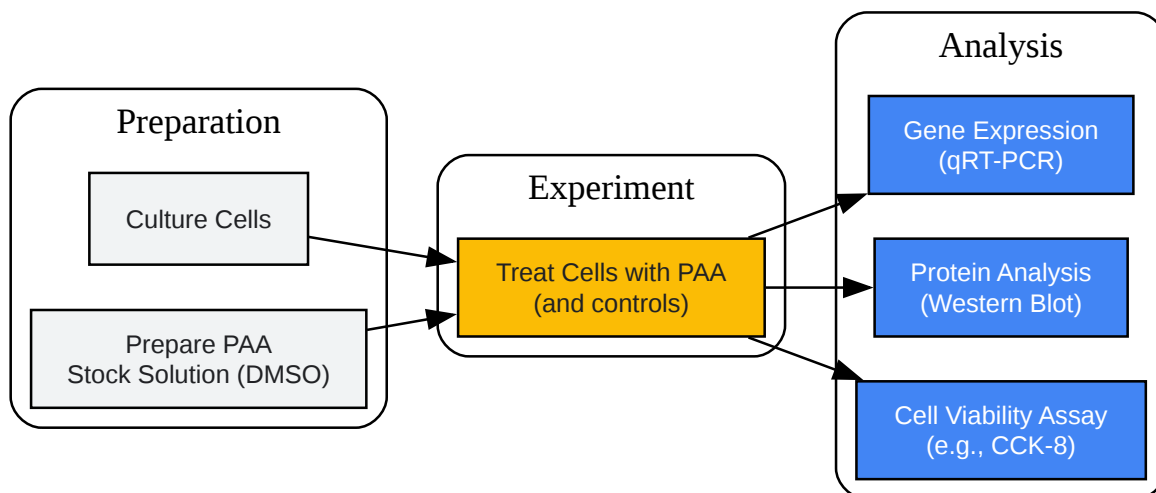 Preparation
Culture Cells
Prepare PAA
Stock Solution (DMSO)
Experiment
Treat Cells with PAA
(and controls)
Analysis
Gene Expression
(qRT-PCR)
Protein Analysis
(Western Blot)
Cell Viability Assay
(e.g., CCK-8)